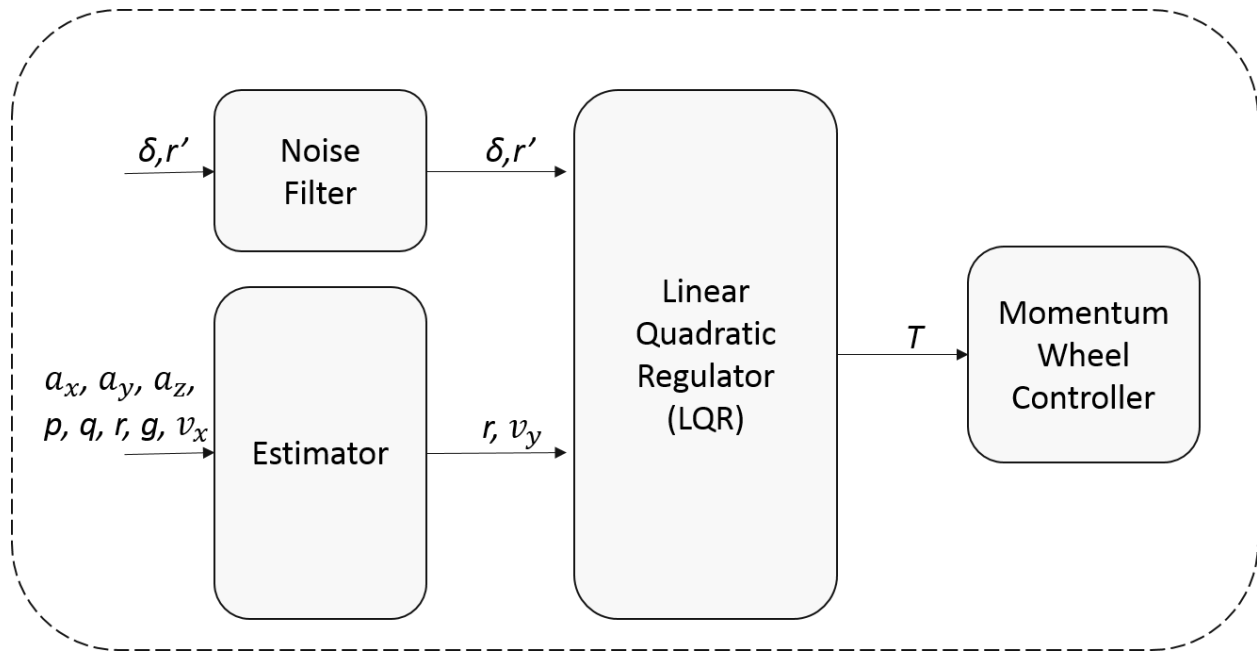 δ,r’
Noise
Filter
δ,r’
a_x, a_y, a_z,
p, q, r, g, v_x
Estimator
r, v_y
Linear
Quadratic
Regulator
(LQR)
T
Momentum
Wheel
Controller